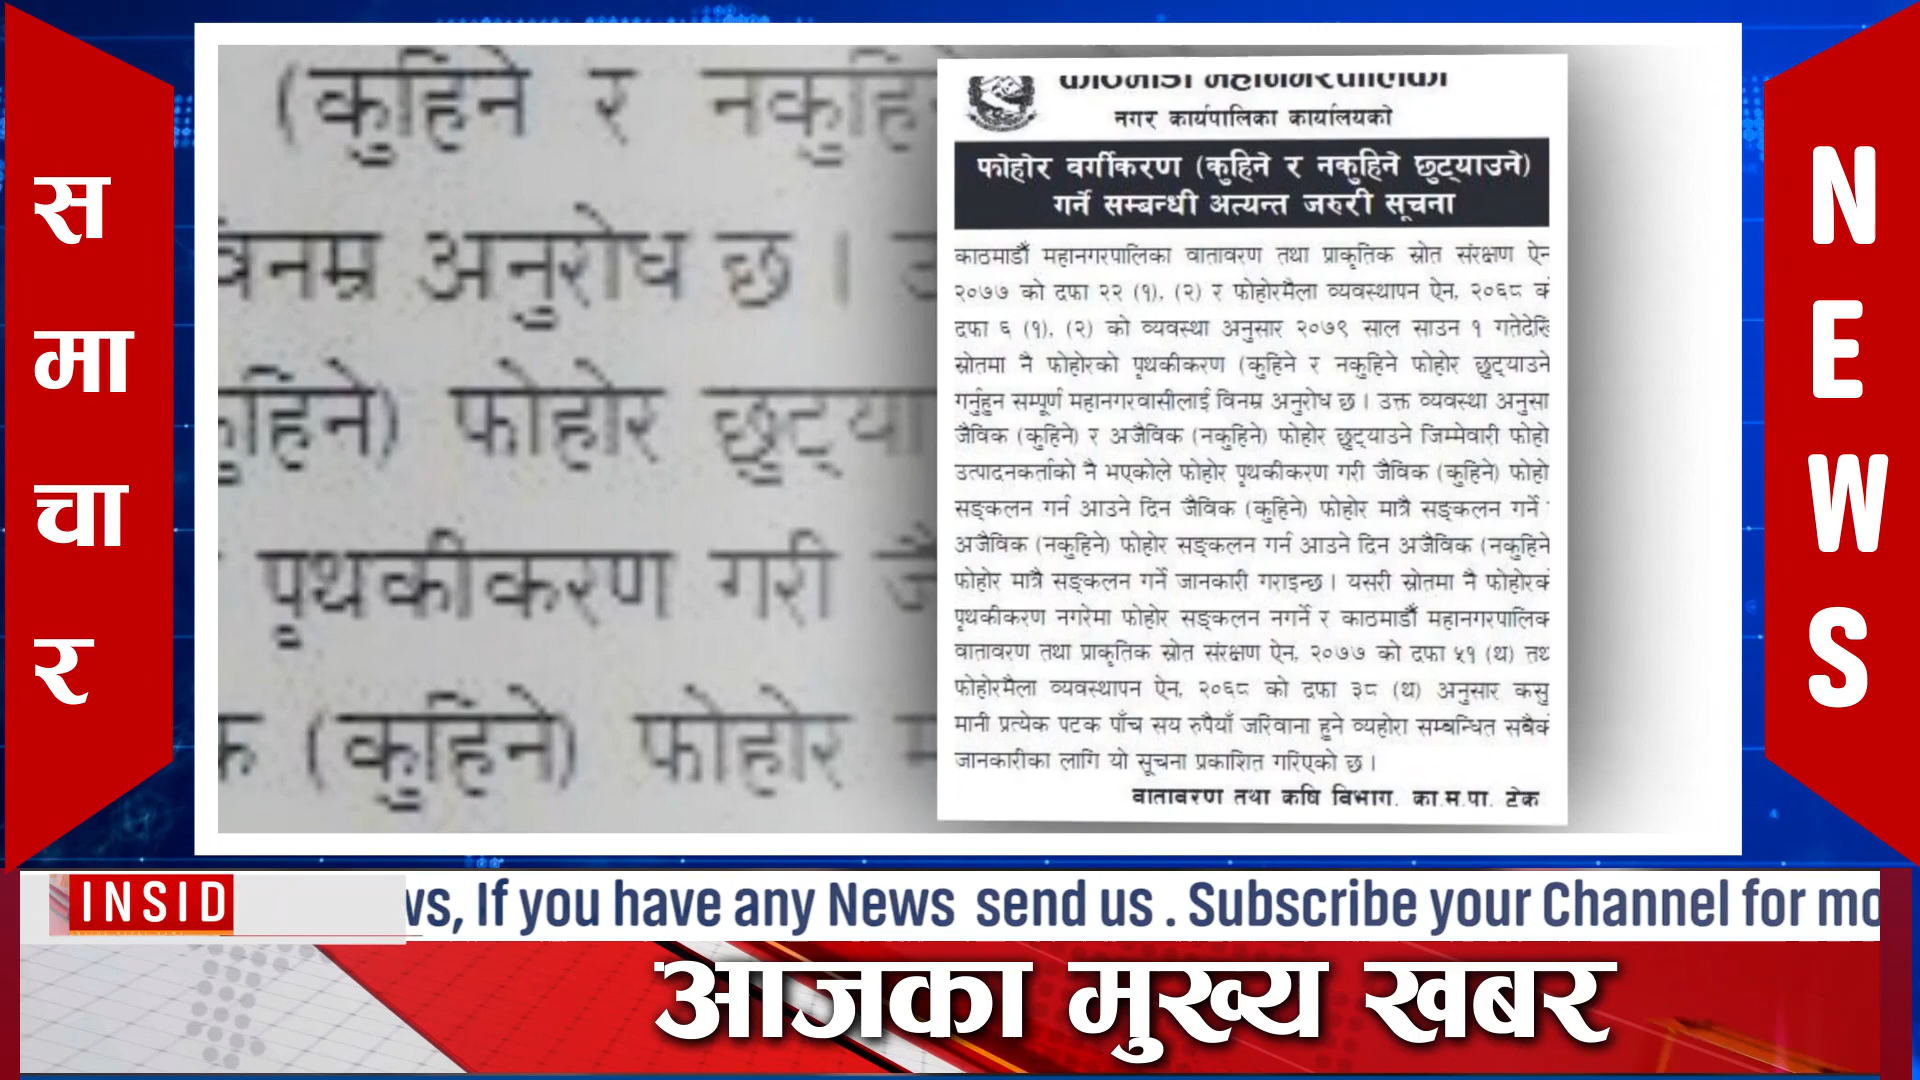 स
मा
चा
र
(कुहिने र नकुहिने
विनम्र अनुरोध छ ।
कुहिने) फोहोर छुट्या
पृथकीकरण गरी जै
क (कुहिने) फोहोर म
काठमाडौं महानगरपालिका
नगर कार्यपालिका कार्यालयको
फोहोर वर्गीकरण (कुहिने र नकुहिने छुट्याउने)
गर्ने सम्बन्धी अत्यन्त जरुरी सूचना
काठमाडौं महानगरपालिका वातावरण तथा प्राकृतिक स्रोत संरक्षण ऐन
२०७७ को दफा २२ (१), (२) र फोहोरमैला व्यवस्थापन ऐन, २०६८ को
दफा ६ (१), (२) को व्यवस्था अनुसार २०७९ साल साउन १ गतेदेखि
स्रोतमा नै फोहोरको पृथकीकरण (कुहिने र नकुहिने फोहोर छुट्याउने
गर्नुहुन सम्पूर्ण महानगरवासीलाई विनम्र अनुरोध छ । उक्त व्यवस्था अनुसा
जैविक (कुहिने) र अजैविक (नकुहिने) फोहोर छुट्याउने जिम्मेवारी फोहो
उत्पादनकर्ताको नै भएकोले फोहोर पृथकीकरण गरी जैविक (कुहिने) फोहो
सङ्कलन गर्न आउने दिन जैविक (कुहिने) फोहोर मात्रै सङ्कलन गर्ने
अजैविक (नकुहिने) फोहोर सङ्कलन गर्न आउने दिन अजैविक (नकुहिने
फोहोर मात्रै सङ्कलन गर्ने जानकारी गराइन्छ । यसरी स्रोतमा नै फोहोरको
पृथकीकरण नगरेमा फोहोर सङ्कलन नगर्ने र काठमाडौं महानगरपालिक
वातावरण तथा प्राकृतिक स्रोत संरक्षण ऐन, २०७७ को दफा ५१ (थ) तथ
फोहोरमैला व्यवस्थापन ऐन, २०६८ को दफा ३८ (थ) अनुसार कसु
मानी प्रत्येक पटक पाँच सय रुपैयाँ जरिवाना हुने व्यहोरा सम्बन्धित सबैको
जानकारीका लागि यो सूचना प्रकाशित गरिएको छ ।
वातावरण तथा कृषि विभाग, का.म.पा. टेक
N
E
W
S
INSID
ws, If you have any News send us . Subscribe your Channel for mo
आजका मुख्य खबर